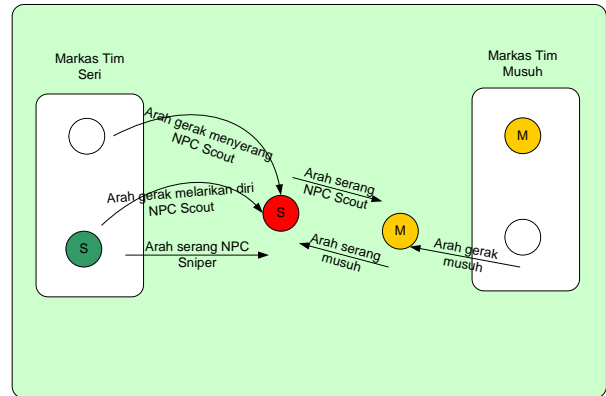 Markas Tim
Seri
Markas Tim
Musuh
Arah gerak menyerang
NPC Scout
M
Arah serang
NPC Scout
Arah gerak melarikan diri
NPC Scout
S
M
S
Arah serang NPC
Sniper
Arah serang
musuh
Arah gerak
musuh